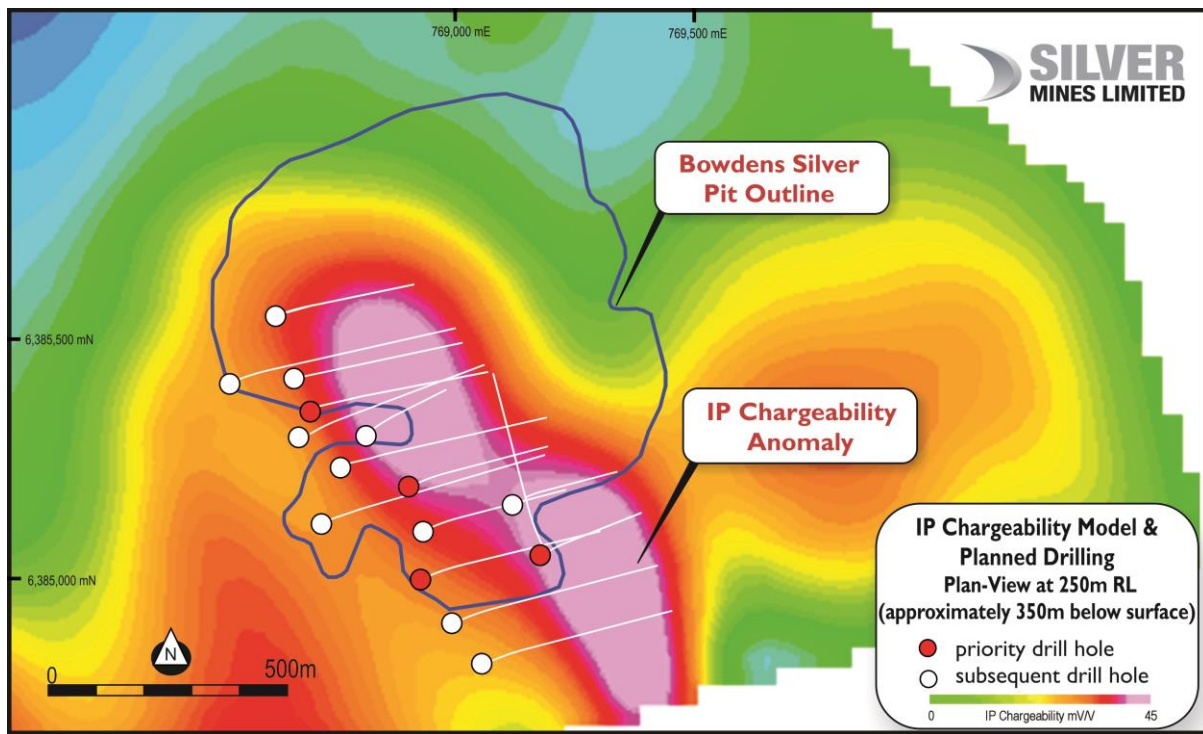 769,000 mE
769,500 mE
SILVER
MINES LIMITED
Bowdens Silver
Pit Outline
6,385,500 mN
IP Chargeability
Anomaly
6,385,000 mN
0
500m
N
IP Chargeability Model &
Planned Drilling
Plan-View at 250m RL
(approximately 350m below surface)
priority drill hole
subsequent drill hole
0 IP Chargeability mV/V 45